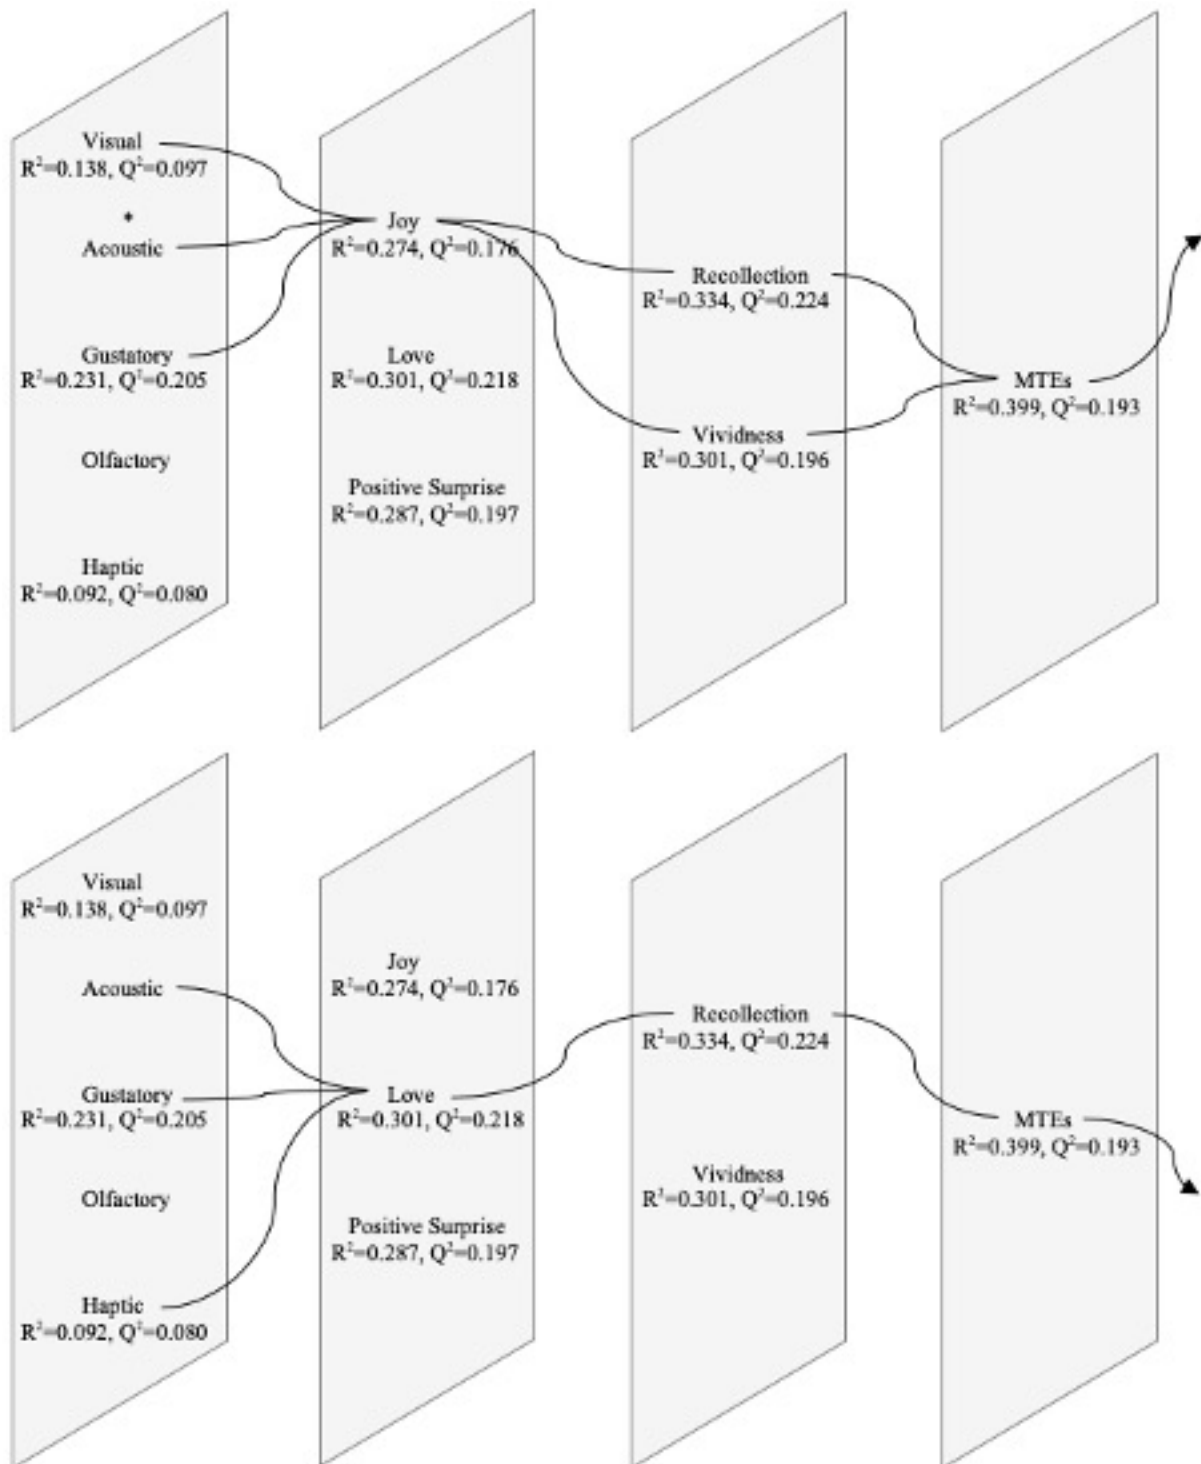 Visual
R²=0.138, Q²=0.097
*
Acoustic
Gustatory
R²=0.231, Q²=0.205
Olfactory
Haptic
R²=0.092, Q²=0.080
Joy
R²=0.274, Q²=0.176
Love
R²=0.301, Q²=0.218
Positive Surprise
R²=0.287, Q²=0.197
Recollection
R²=0.334, Q²=0.224
Vividness
R²=0.301, Q²=0.196
MTEs
R²=0.399, Q²=0.193
Visual
R²=0.138, Q²=0.097
Acoustic
Gustatory
R²=0.231, Q²=0.205
Olfactory
Haptic
R²=0.092, Q²=0.080
Joy
R²=0.274, Q²=0.176
Love
R²=0.301, Q²=0.218
Positive Surprise
R²=0.287, Q²=0.197
Recollection
R²=0.334, Q²=0.224
Vividness
R²=0.301, Q²=0.196
MTEs
R²=0.399, Q²=0.193